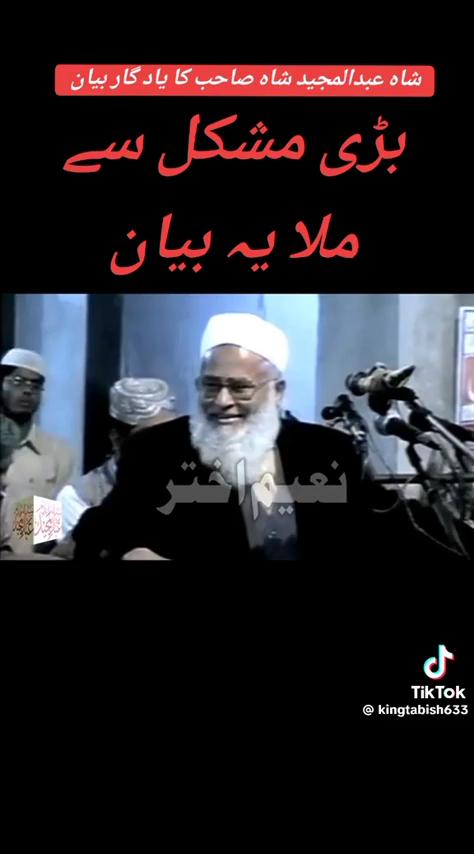 شاہ عبدالمجید شاہ صاحب کا یادگار بیان
بڑی مشکل سے
ملا یہ بیان
نعیم اختر
TikTok
@ kingtabish633